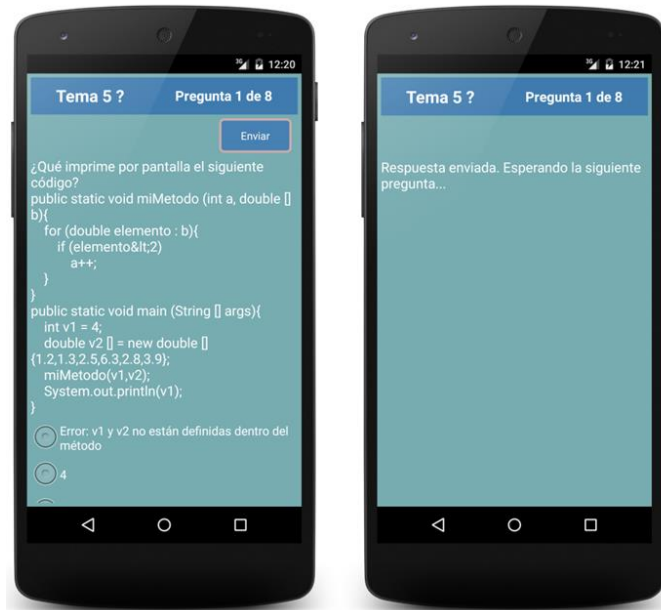 3G 12:20
Tema 5 ? Pregunta 1 de 8
Enviar
¿Qué imprime por pantalla el siguiente
código?
public static void miMetodo (int a, double []
b){
for (double elemento : b){
if (elemento&lt;2)
a++;
}
}
public static void main (String [] args){
int v1 = 4;
double v2 [] = new double []
{1.2,1.3,2.5,6.3,2.8,3.9};
miMetodo(v1,v2);
System.out.println(v1);
}
Error: v1 y v2 no están definidas dentro del
método
4
3G 12:21
Tema 5 ? Pregunta 1 de 8
Respuesta enviada. Esperando la siguiente
pregunta...